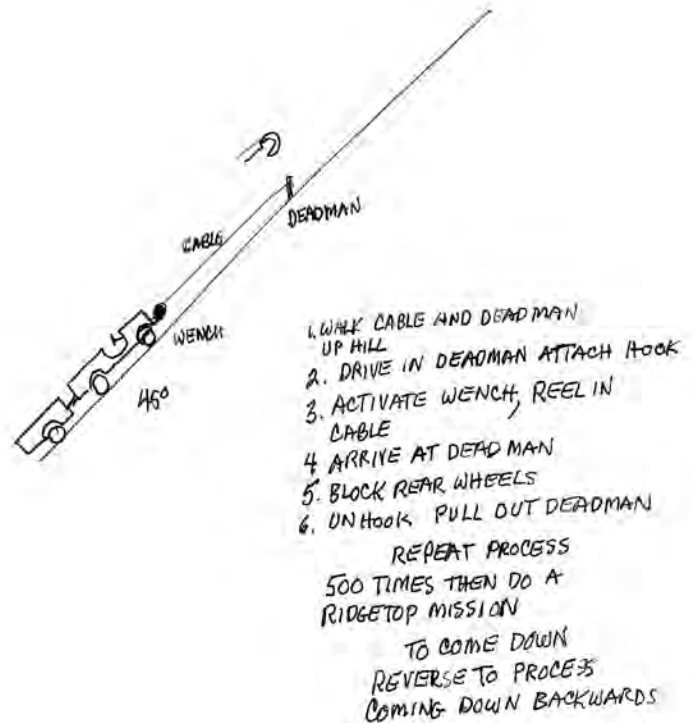 DEADMAN
CABLE
WENCH
45°
1. WALK CABLE AND DEADMAN
UP HILL
2. DRIVE IN DEADMAN ATTACH HOOK
3. ACTIVATE WENCH, REEL IN
CABLE
4 ARRIVE AT DEADMAN
5. BLOCK REAR WHEELS
6. UNHOOK PULL OUT DEADMAN
REPEAT PROCESS
500 TIMES THEN DO A
RIDGETOP MISSION
TO COME DOWN
REVERSE TO PROCESS
COMING DOWN BACKWARDS